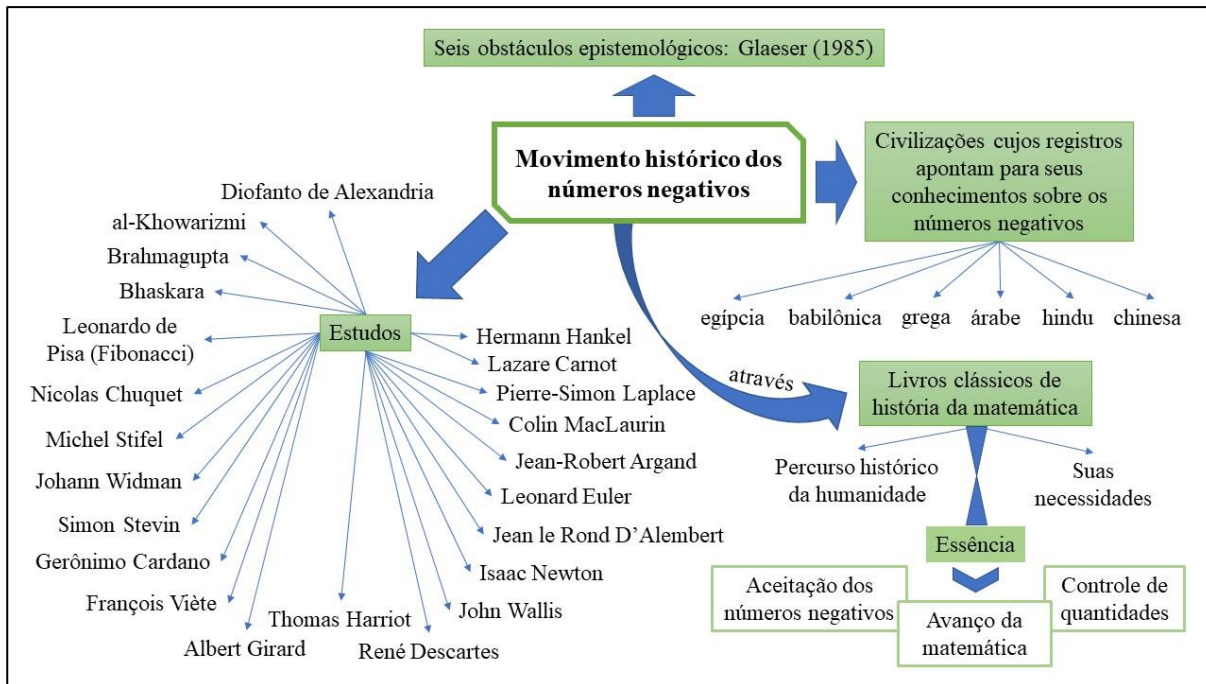 Seis obstáculos epistemológicos: Glaeser (1985)
Movimento histórico dos
números negativos
Civilizações cujos registros
apontam para seus
conhecimentos sobre os
números negativos
egípcia
babilônica
grega
árabe
hindu
chinesa
Diofanto de Alexandria
al-Khowarizmi
Brahmagupta
Bhaskara
Leonardo de
Pisa (Fibonacci)
Nicolas Chuquet
Michel Stifel
Johann Widman
Simon Stevin
Gerônimo Cardano
François Viète
Albert Girard
Thomas Harriot
René Descartes
John Wallis
Isaac Newton
Jean le Rond D’Alembert
Leonard Euler
Jean-Robert Argand
Colin MacLaurin
Pierre-Simon Laplace
Lazare Carnot
Hermann Hankel
Estudos
através
Livros clássicos de
história da matemática
Percurso histórico
da humanidade
Suas
necessidades
Essência
Aceitação dos
números negativos
Avanço da
matemática
Controle de
quantidades